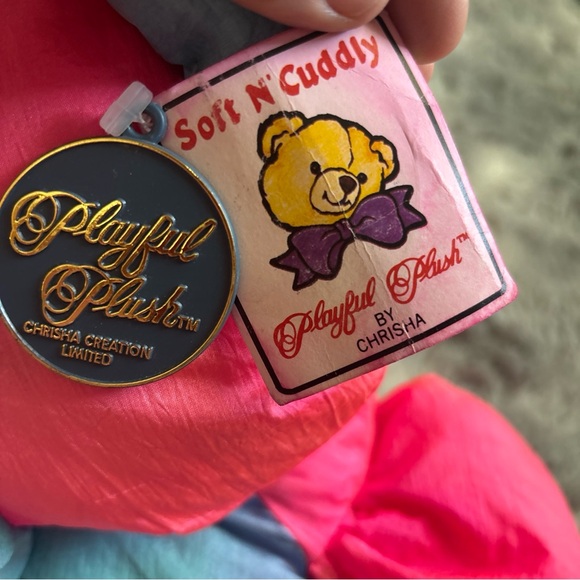 Playful
Plush™
CHRISHA CREATION
LIMITED
Soft N' Cuddly
Playful Plush™
BY
CHRISHA